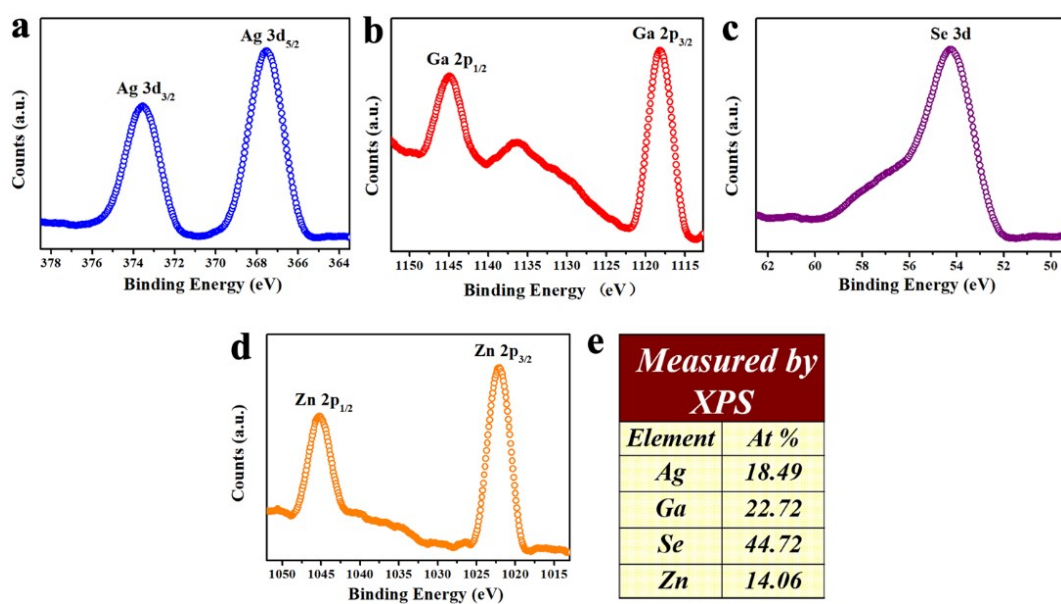 a
Ag 3d5/2
Ag 3d3/2
Counts (a.u.)
378 376 374 372 370 368 366 364
Binding Energy (eV)
b
Ga 2p3/2
Ga 2p1/2
Counts (a.u.)
1150 1145 1140 1135 1130 1125 1120 1115
Binding Energy （eV）
c
Se 3d
Counts (a.u.)
62 60 58 56 54 52 50
Binding Energy (eV)
d
Zn 2p3/2
Zn 2p1/2
Counts (a.u.)
1050 1045 1040 1035 1030 1025 1020 1015
Binding Energy (eV)
e
Measured by
XPS
Element At %
Ag 18.49
Ga 22.72
Se 44.72
Zn 14.06